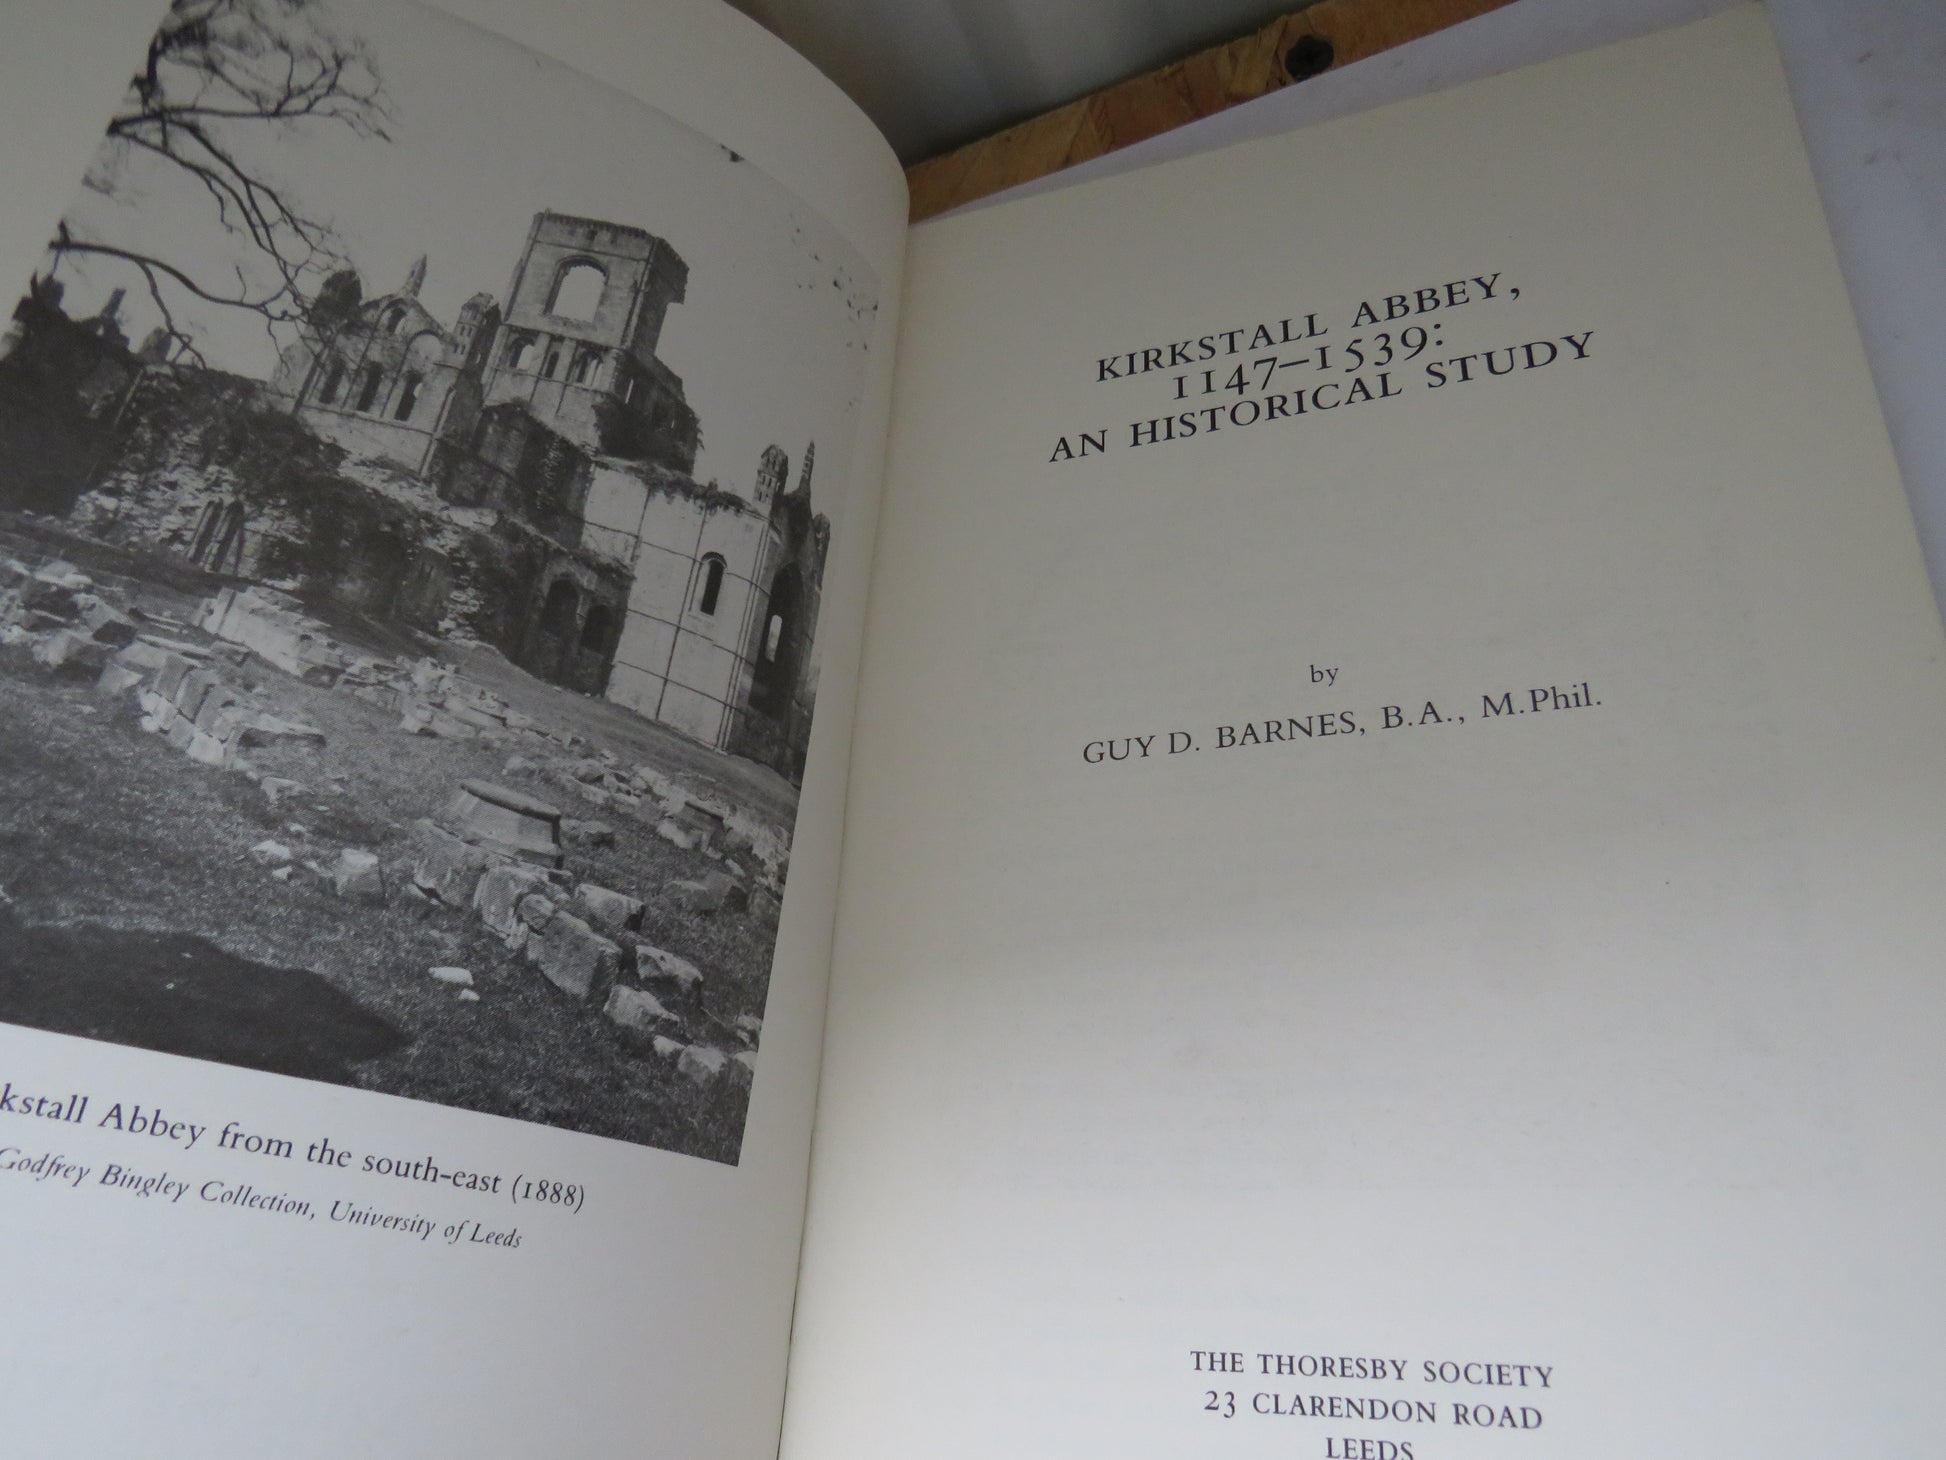 kstall Abbey from the south-east (1888)
Godfrey Bingley Collection, University of Leeds
KIRKSTALL ABBEY,
1147–1539:
AN HISTORICAL STUDY
by
GUY D. BARNES, B.A., M.Phil.
THE THORESBY SOCIETY
23 CLARENDON ROAD
LEEDS